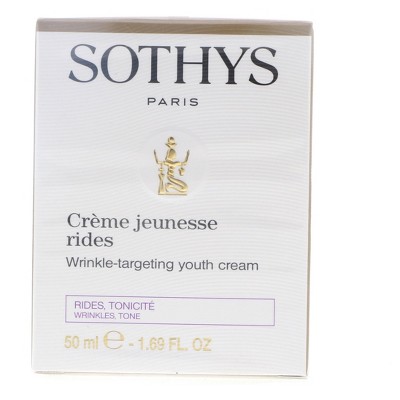 SOTHYS
PARIS
Crème jeunesse
rides
Wrinkle-targeting youth cream
RIDES, TONICITÉ
WRINKLES, TONE
50 ml ℮ - 1.69 FL. OZ